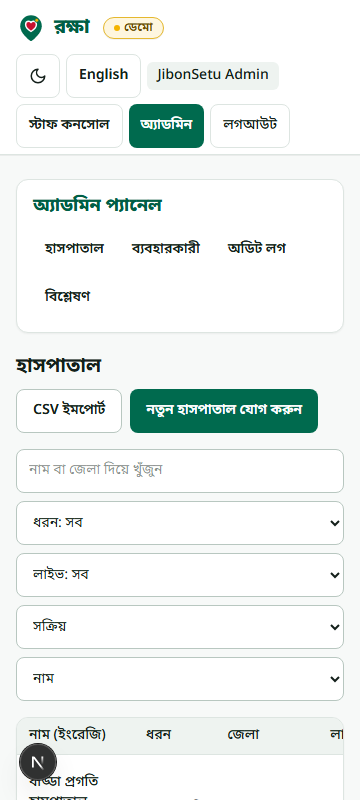 রক্ষা
ডেমো
English
JibonSetu Admin
স্টাফ কনসোল
অ্যাডমিন
লগআউট
অ্যাডমিন প্যানেল
হাসপাতাল
ব্যবহারকারী
অডিট লগ
বিশ্লেষণ
হাসপাতাল
CSV ইমপোর্ট
নতুন হাসপাতাল যোগ করুন
নাম বা জেলা দিয়ে খুঁজুন
ধরন: সব
লাইভ: সব
সক্রিয়
নাম
নাম (ইংরেজি) ধরন জেলা
N
বাড্ডা প্রগতি